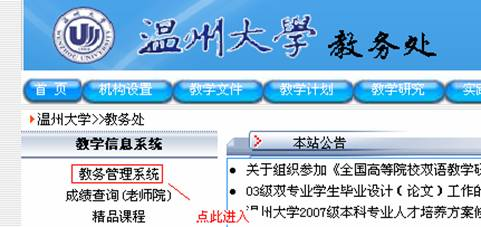 温州大学 教务处
WENZHOU UNIVERSITY
首 页 机构设置 教学文件 教学计划 教学研究
温州大学>>教务处
教学信息系统 本站公告
教务管理系统
成绩查询(老师院)
精品课程
点此进入
关于组织参加《全国高等院校双语教学研
03级双专业学生毕业设计(论文)工作的
温州大学2007级本科专业人才培养方案